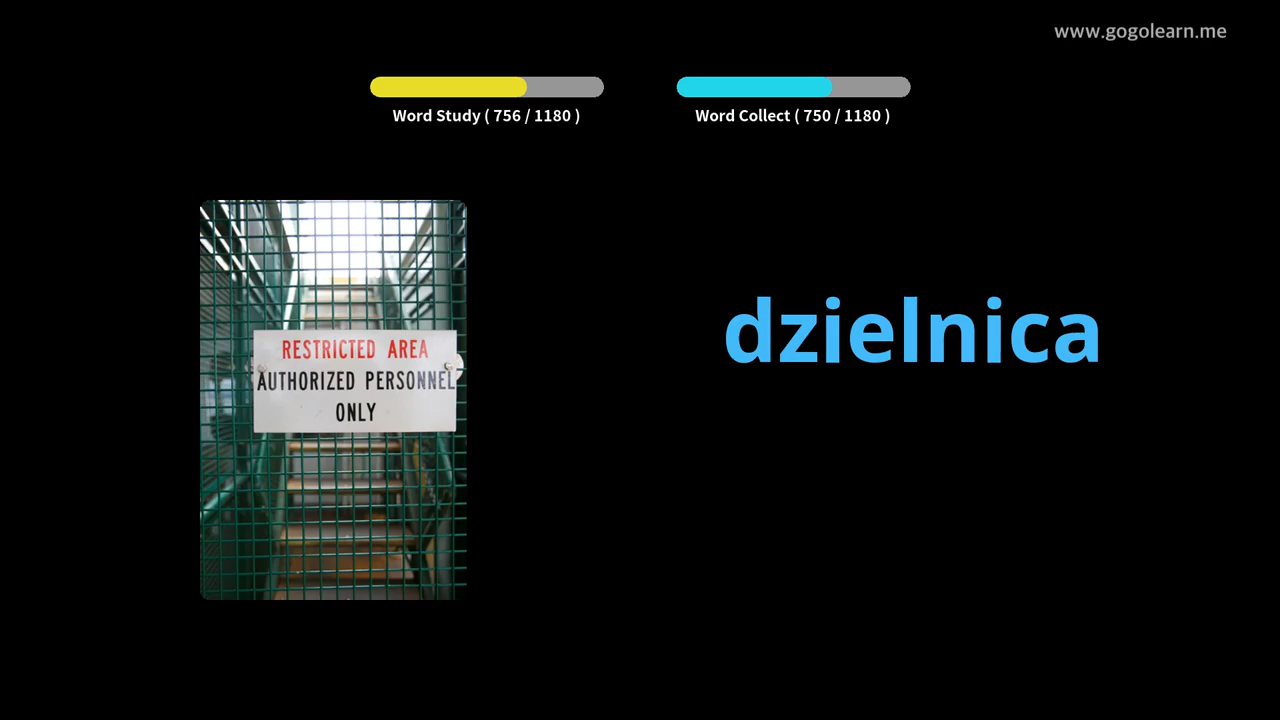 www.gogolearn.me
Word Study ( 756 / 1180 )
Word Collect ( 750 / 1180 )
RESTRICTED AREA
AUTHORIZED PERSONNEL
ONLY
dzielnica